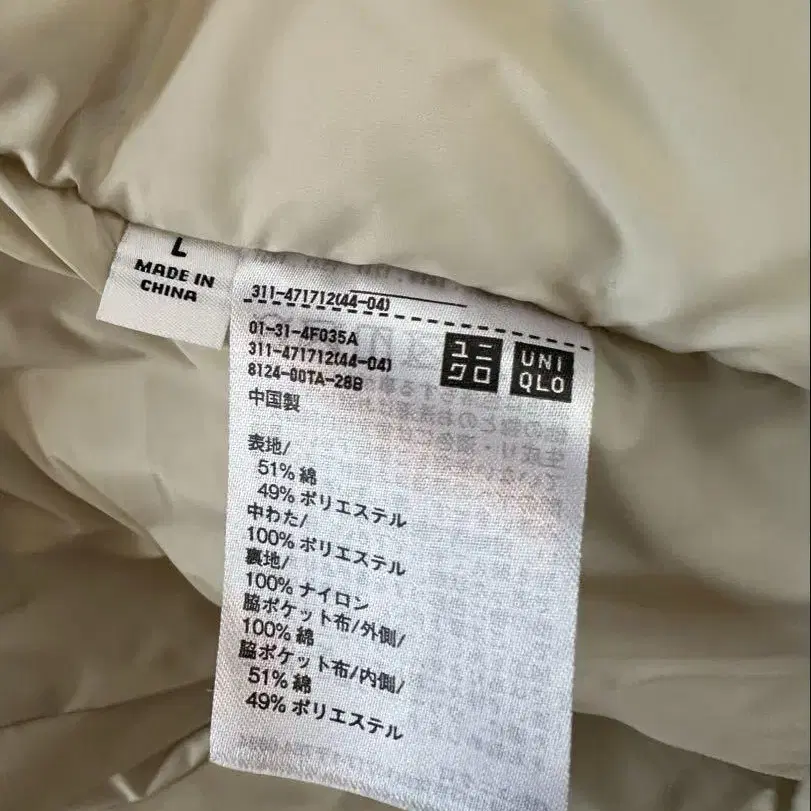 L
MADE IN
CHINA
311-471712(44-04)
01-31-4F035A
311-471712(44-04)
8124-00TA-28B
中国製
ユニ
クロ
UNI
QLO
表地/
51% 綿
49% ポリエステル
中わた/
100% ポリエステル
裏地/
100% ナイロン
脇ポケット布/外側/
100% 綿
脇ポケット布/内側/
51% 綿
49% ポリエステル